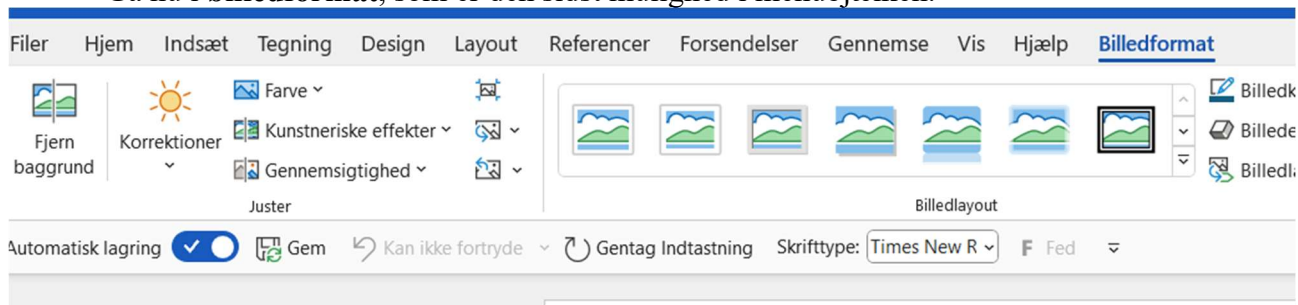 Filer Hjem Indsæt Tegning Design Layout Referencer Forsendelser Gennemse Vis Hjælp Billedformat
Farve
Kunstneriske effekter
Gennemsigtighed
Fjern baggrund
Korrektioner
Juster
Billedlayout
Automatisk lagring Gem Kan ikke fortryde Gentag Indtastning Skrifttype: Times New R F Fed